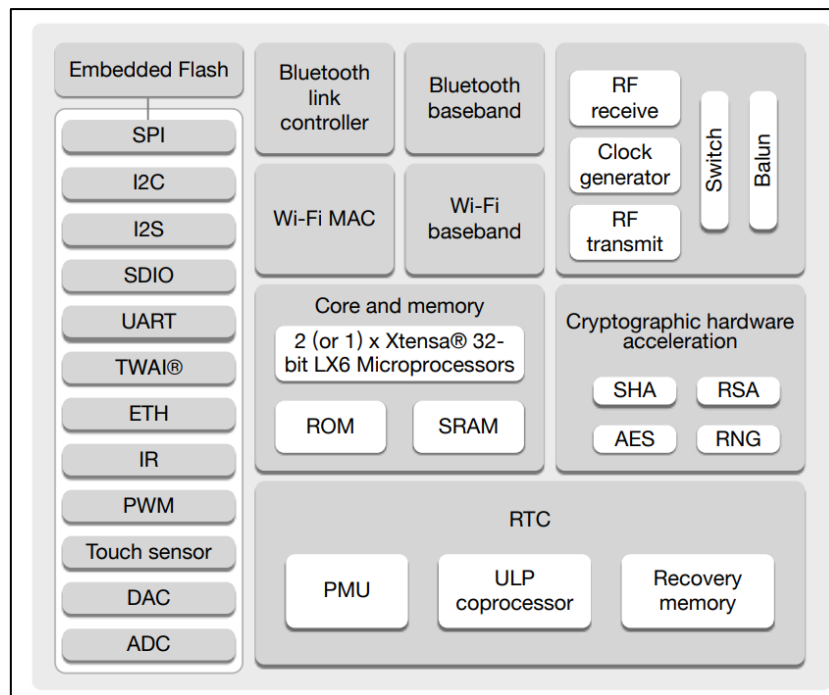 Embedded Flash
SPI
I2C
I2S
SDIO
UART
TWAI®
ETH
IR
PWM
Touch sensor
DAC
ADC
Bluetooth
link
controller
Bluetooth
baseband
Wi-Fi MAC
Wi-Fi
baseband
RF
receive
Clock
generator
RF
transmit
Switch
Balun
Core and memory
2 (or 1) x Xtensa® 32-
bit LX6 Microprocessors
ROM
SRAM
Cryptographic hardware
acceleration
SHA
RSA
AES
RNG
RTC
PMU
ULP
coprocessor
Recovery
memory